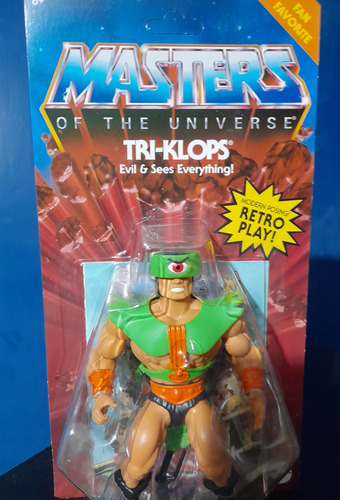 FAN
FAVORITE
MASTERS
OF THE UNIVERSE
TRI-KLOPS®
Evil & Sees Everything!
MODERN POSING!
RETRO
PLAY!